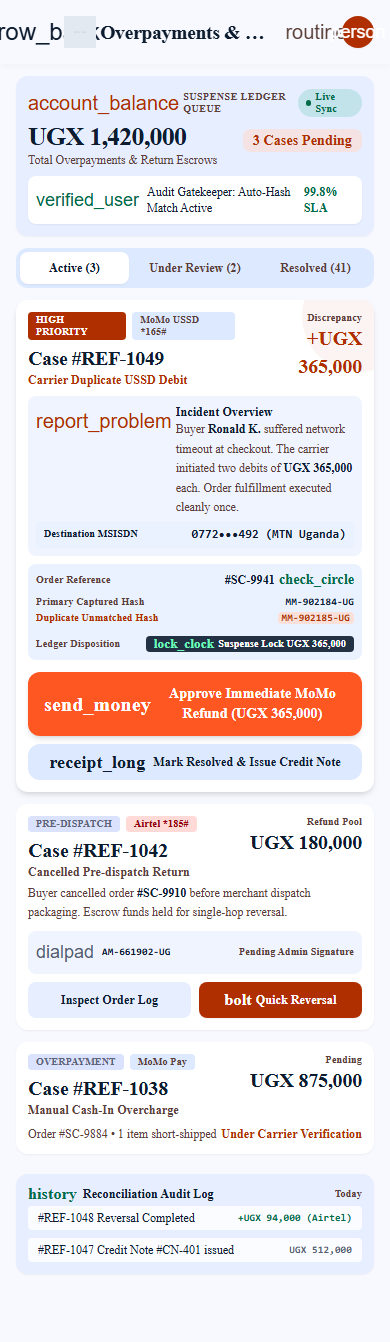 Overpayments & ...
account_balance SUSPENSE LEDGER QUEUE
Live Sync
UGX 1,420,000
3 Cases Pending
Total Overpayments & Return Escrows
verified_user Audit Gatekeeper: Auto-Hash Match Active
99.8% SLA
Active (3)
Under Review (2)
Resolved (41)
HIGH PRIORITY
MoMo USSD *165#
Discrepancy
Case #REF-1049
+UGX 365,000
Carrier Duplicate USSD Debit
report_problem
Incident Overview
Buyer Ronald K. suffered network
timeout at checkout. The carrier
initiated two debits of UGX 365,000
each. Order fulfillment executed
cleanly once.
Destination MSISDN 0772•••492 (MTN Uganda)
Order Reference #SC-9941 check_circle
Primary Captured Hash MM-902184-UG
Duplicate Unmatched Hash MM-902185-UG
Ledger Disposition lock_clock Suspense Lock UGX 365,000
send_money Approve Immediate MoMo
Refund (UGX 365,000)
receipt_long Mark Resolved & Issue Credit Note
PRE-DISPATCH Airtel *185#
Refund Pool
Case #REF-1042
UGX 180,000
Cancelled Pre-dispatch Return
Buyer cancelled order #SC-9910 before merchant dispatch
packaging. Escrow funds held for single-hop reversal.
dialpad AM-661902-UG Pending Admin Signature
Inspect Order Log
bolt Quick Reversal
OVERPAYMENT MoMo Pay
Pending
Case #REF-1038
UGX 875,000
Manual Cash-In Overcharge
Order #SC-9884 • 1 item short-shipped Under Carrier Verification
history Reconciliation Audit Log Today
#REF-1048 Reversal Completed +UGX 94,000 (Airtel)
#REF-1047 Credit Note #CN-401 issued UGX 512,000